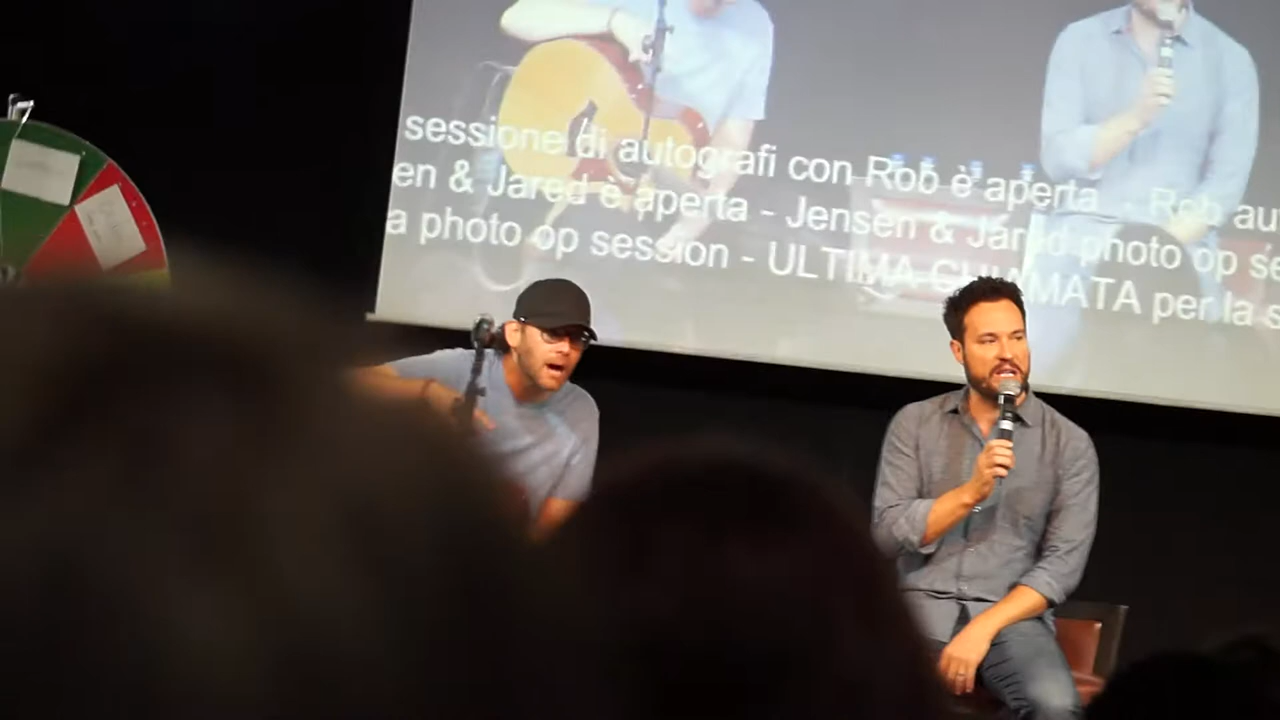 sessione di autografi con Rob è aperta - Rob au
en & Jared è aperta - Jensen & Jared photo op se
a photo op session - ULTIMA CHIAMATA per la s